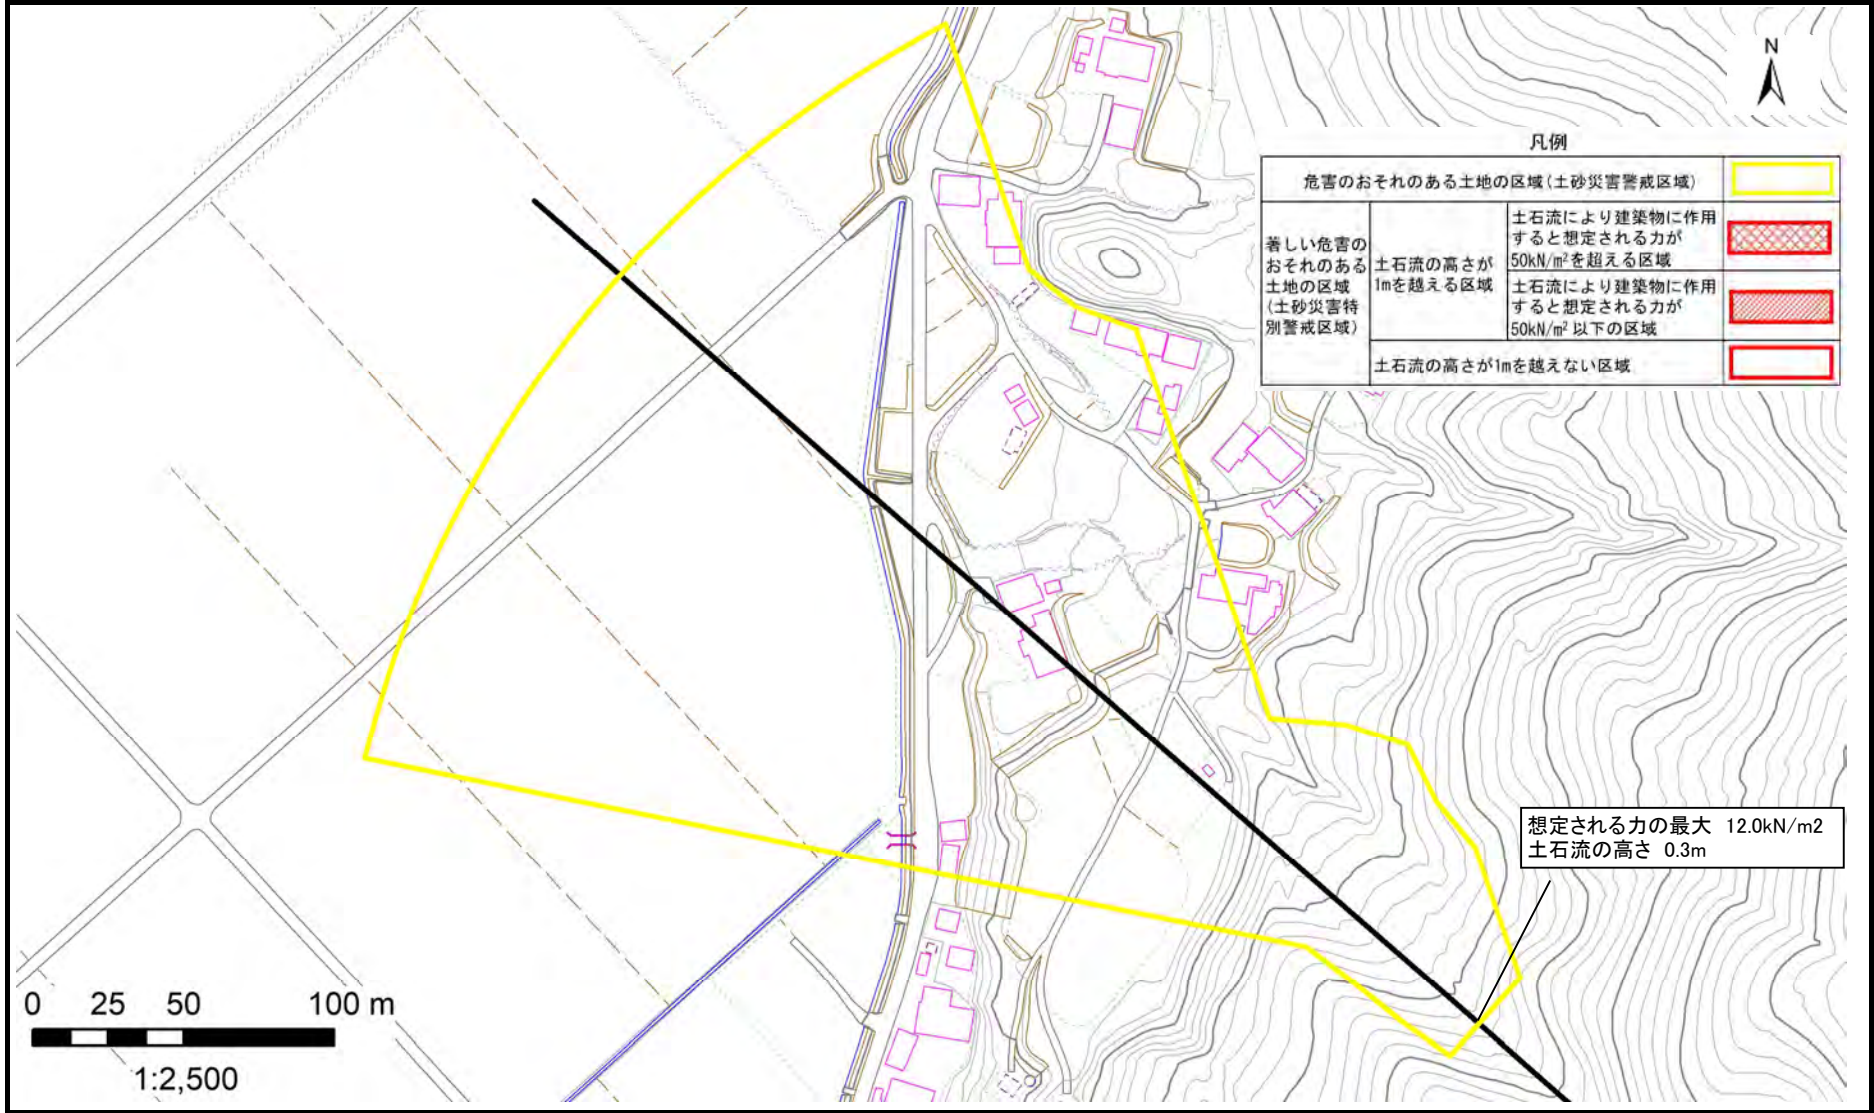 N
凡例
危害のおそれのある土地の区域(土砂災害警戒区域)
著しい危害の
おそれのある
土地の区域
(土砂災害特
別警戒区域)
土石流の高さが
1mを越える区域
土石流により建築物に作用
すると想定される力が
50kN/m²を超える区域
土石流により建築物に作用
すると想定される力が
50kN/m²以下の区域
土石流の高さが1mを越えない区域
想定される力の最大 12.0kN/m2
土石流の高さ 0.3m
0 25 50 100 m
1:2,500